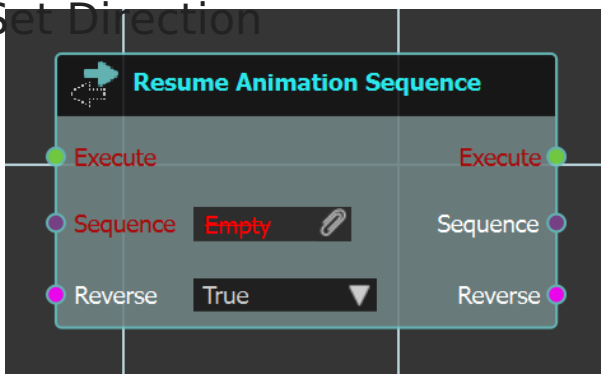 Set Direction
Resume Animation Sequence
Execute Execute
Sequence Empty Sequence
Reverse True Reverse